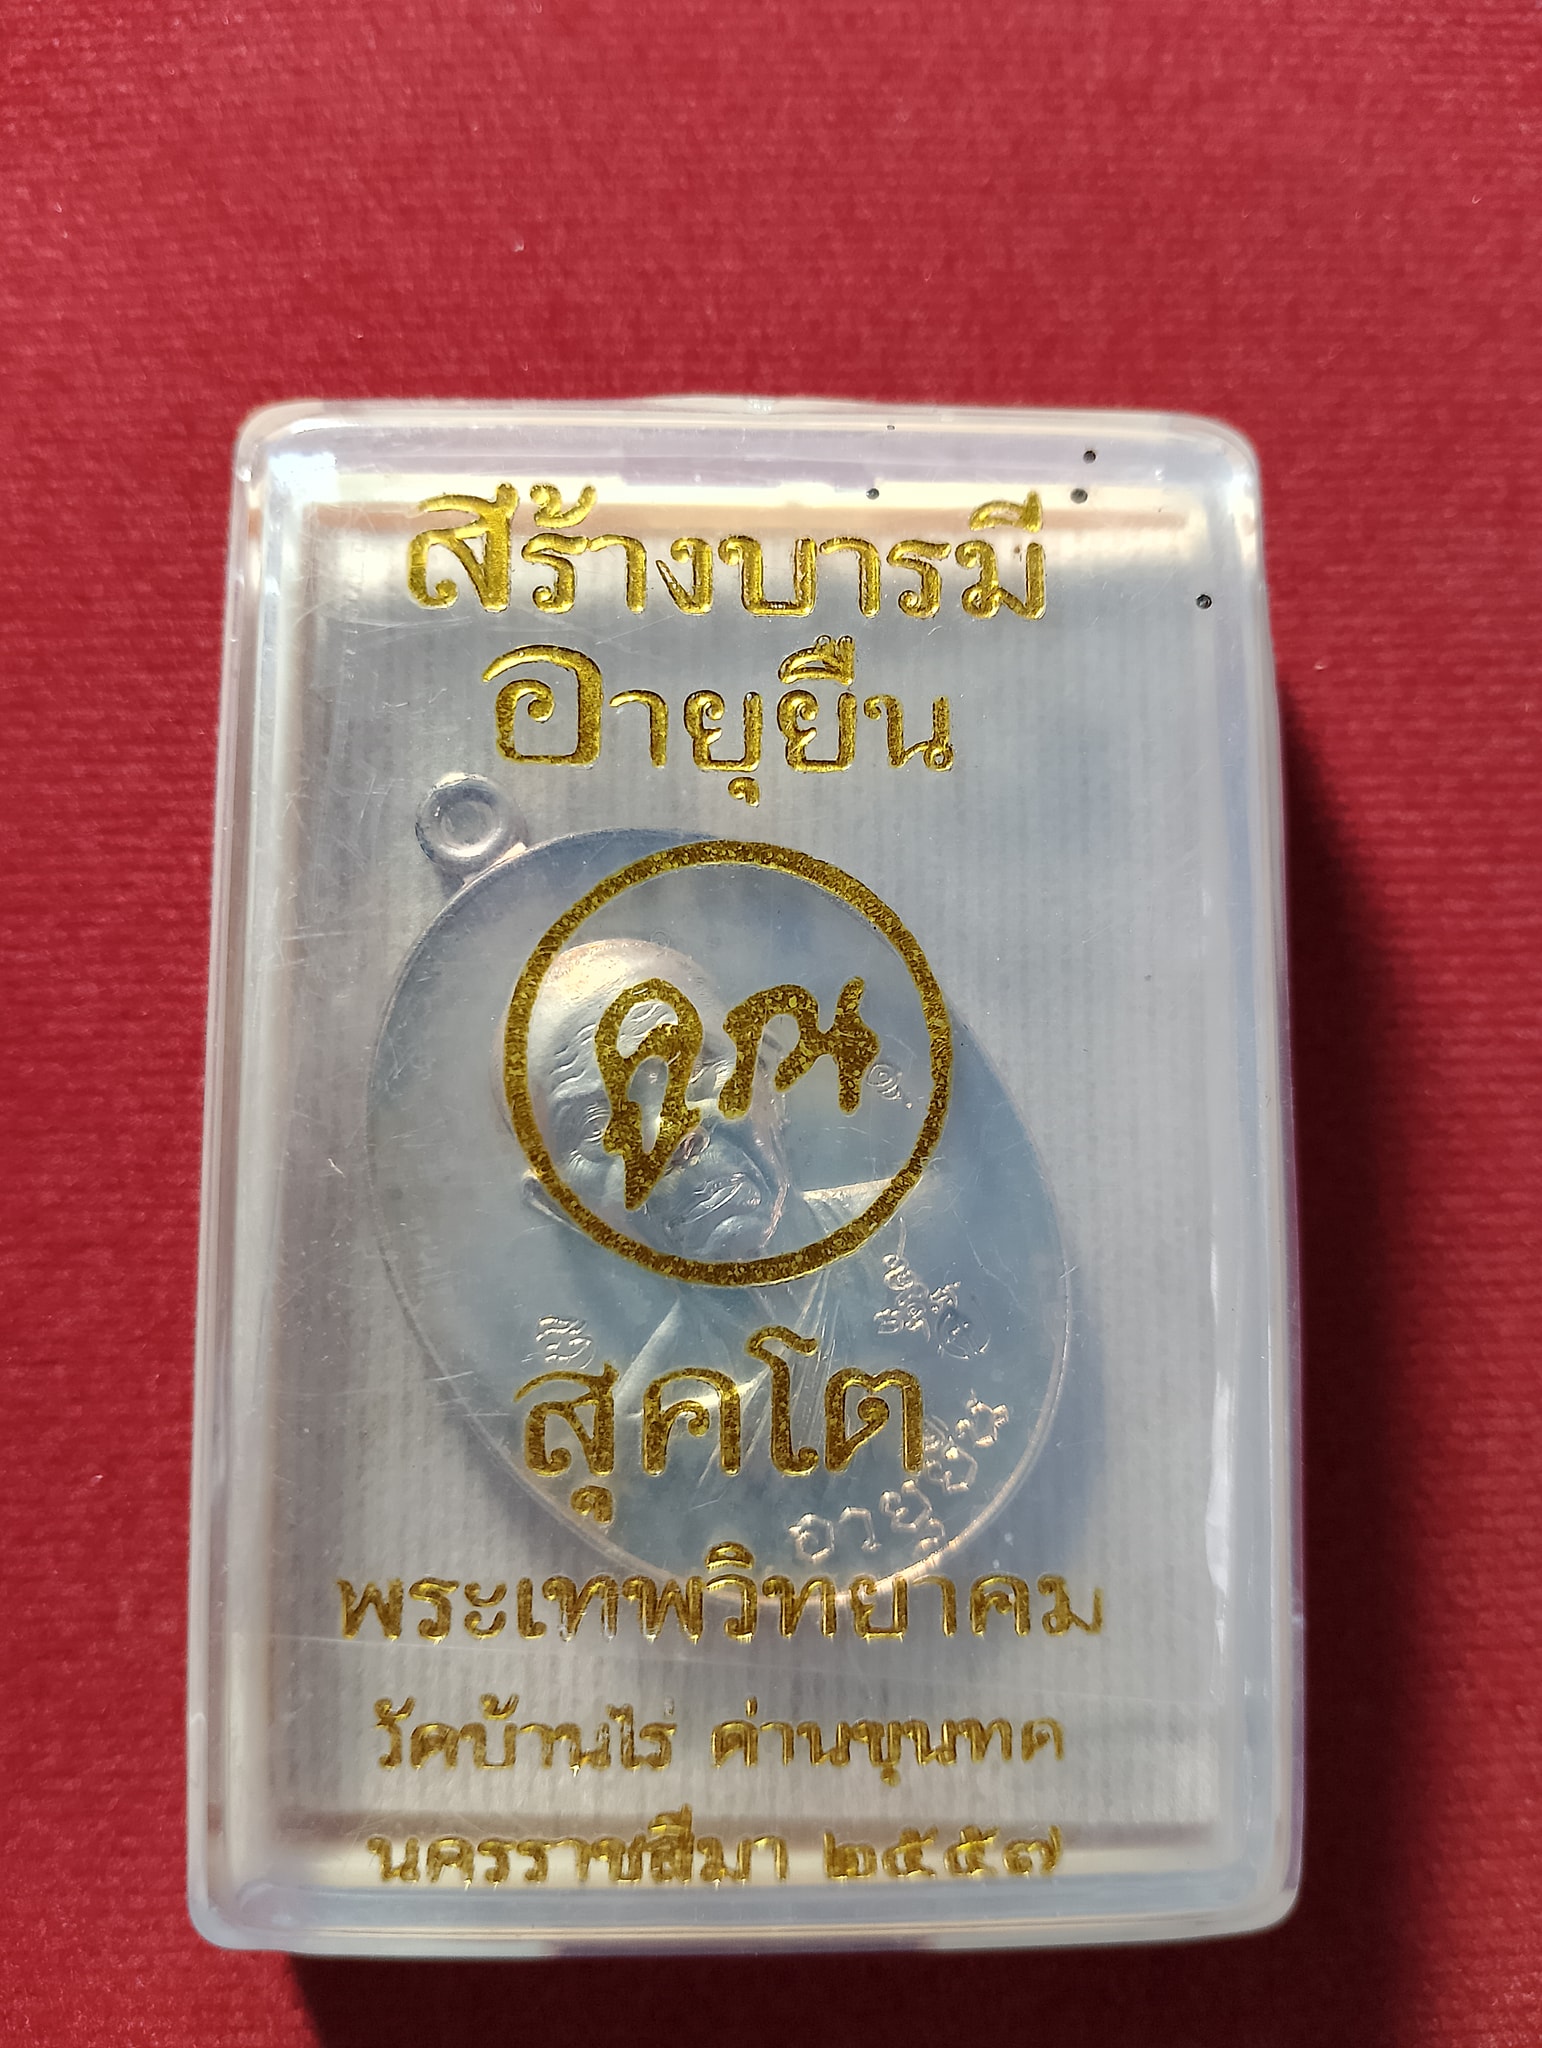 สร้างบารมี
อายุยืน
คูณ
สุคโต
อายุยืน
พระเทพวิทยาคม
วัดบ้านไร่ ด่านขุนทด
นครราชสีมา ๒๕๕๗